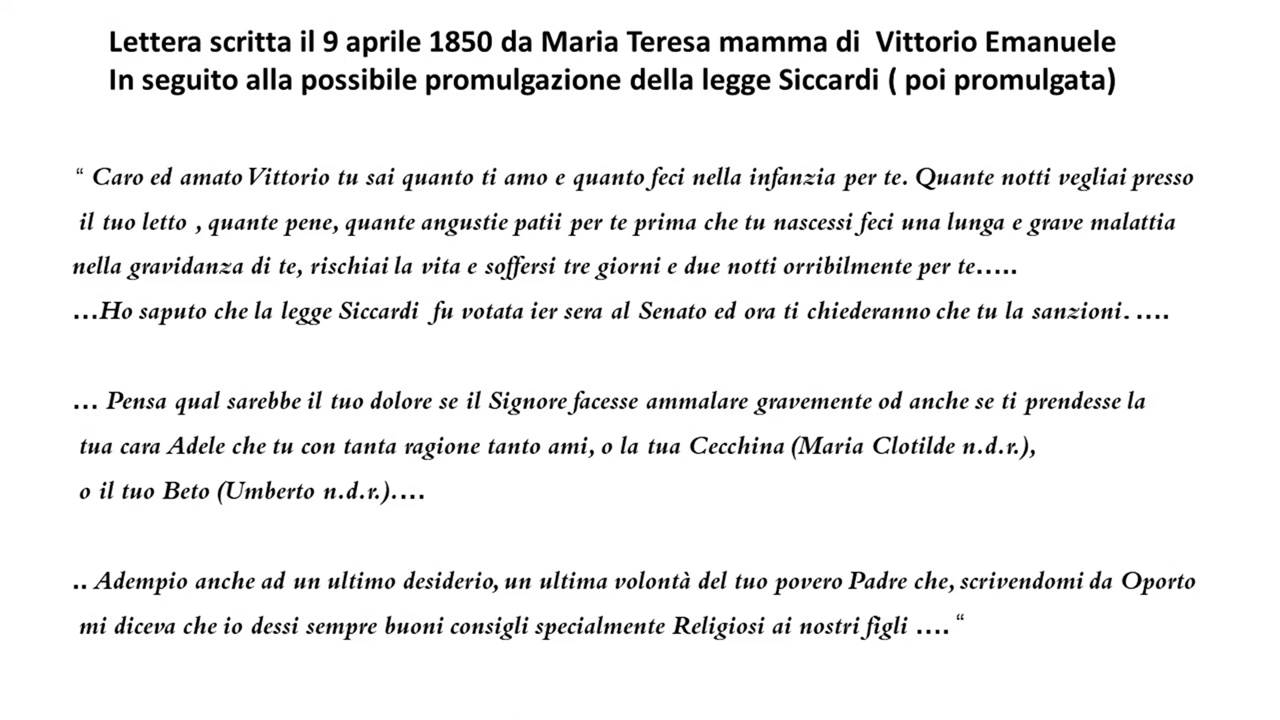 Lettera scritta il 9 aprile 1850 da Maria Teresa mamma di Vittorio Emanuele
In seguito alla possibile promulgazione della legge Siccardi ( poi promulgata)
“ Caro ed amato Vittorio tu sai quanto ti amo e quanto feci nella infanzia per te. Quante notti vegliai presso
il tuo letto , quante pene, quante angustie patii per te prima che tu nascessi feci una lunga e grave malattia
nella gravidanza di te, rischiai la vita e soffersi tre giorni e due notti orribilmente per te…..
…Ho saputo che la legge Siccardi fu votata ier sera al Senato ed ora ti chiederanno che tu la sanzioni. ….
… Pensa qual sarebbe il tuo dolore se il Signore facesse ammalare gravemente od anche se ti prendesse la
tua cara Adele che tu con tanta ragione tanto ami, o la tua Cecchina (Maria Clotilde n.d.r.),
o il tuo Beto (Umberto n.d.r.)….
.. Adempio anche ad un ultimo desiderio, un ultima volontà del tuo povero Padre che, scrivendomi da Oporto
mi diceva che io dessi sempre buoni consigli specialmente Religiosi ai nostri figli …. “